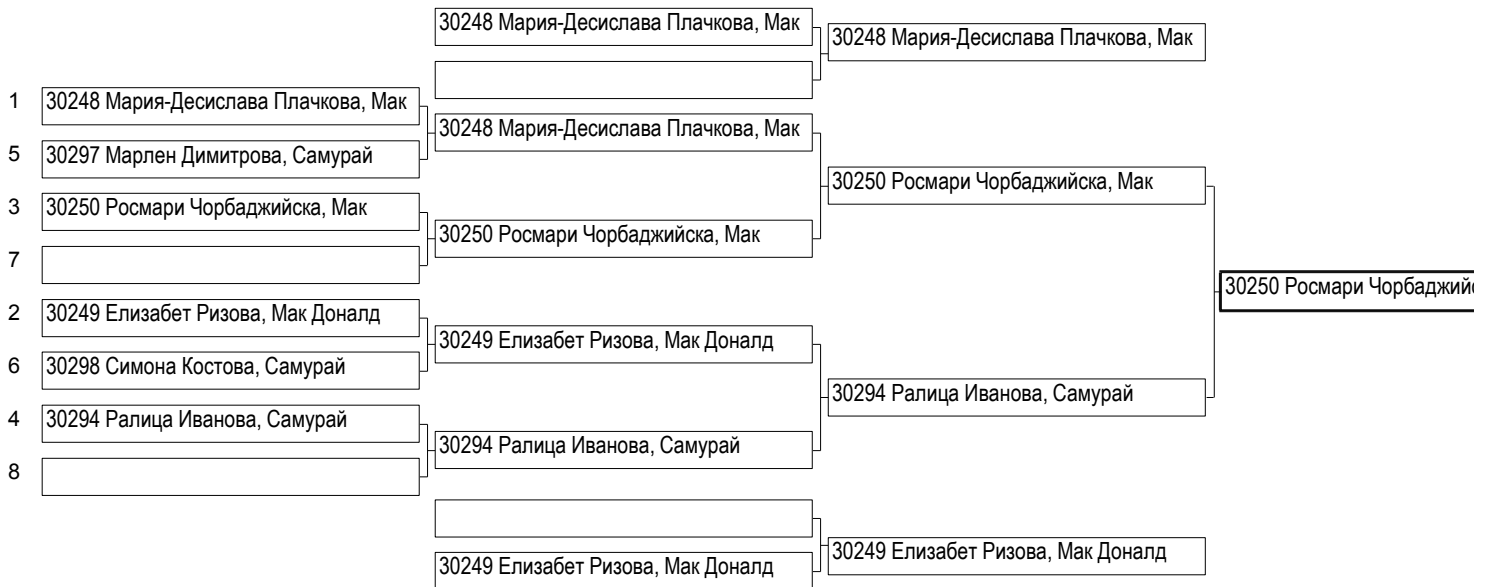 30248 Мария-Десислава Плачкова, Мак
30248 Мария-Десислава Плачкова, Мак
1 30248 Мария-Десислава Плачкова, Мак
30248 Мария-Десислава Плачкова, Мак
5 30297 Марлен Димитрова, Самурай
30250 Росмари Чорбаджийска, Мак
3 30250 Росмари Чорбаджийска, Мак
30250 Росмари Чорбаджийска, Мак
7
30250 Росмари Чорбаджийс
2 30249 Елизабет Ризова, Мак Доналд
30249 Елизабет Ризова, Мак Доналд
6 30298 Симона Костова, Самурай
30294 Ралица Иванова, Самурай
4 30294 Ралица Иванова, Самурай
30294 Ралица Иванова, Самурай
8
30249 Елизабет Ризова, Мак Доналд
30249 Елизабет Ризова, Мак Доналд